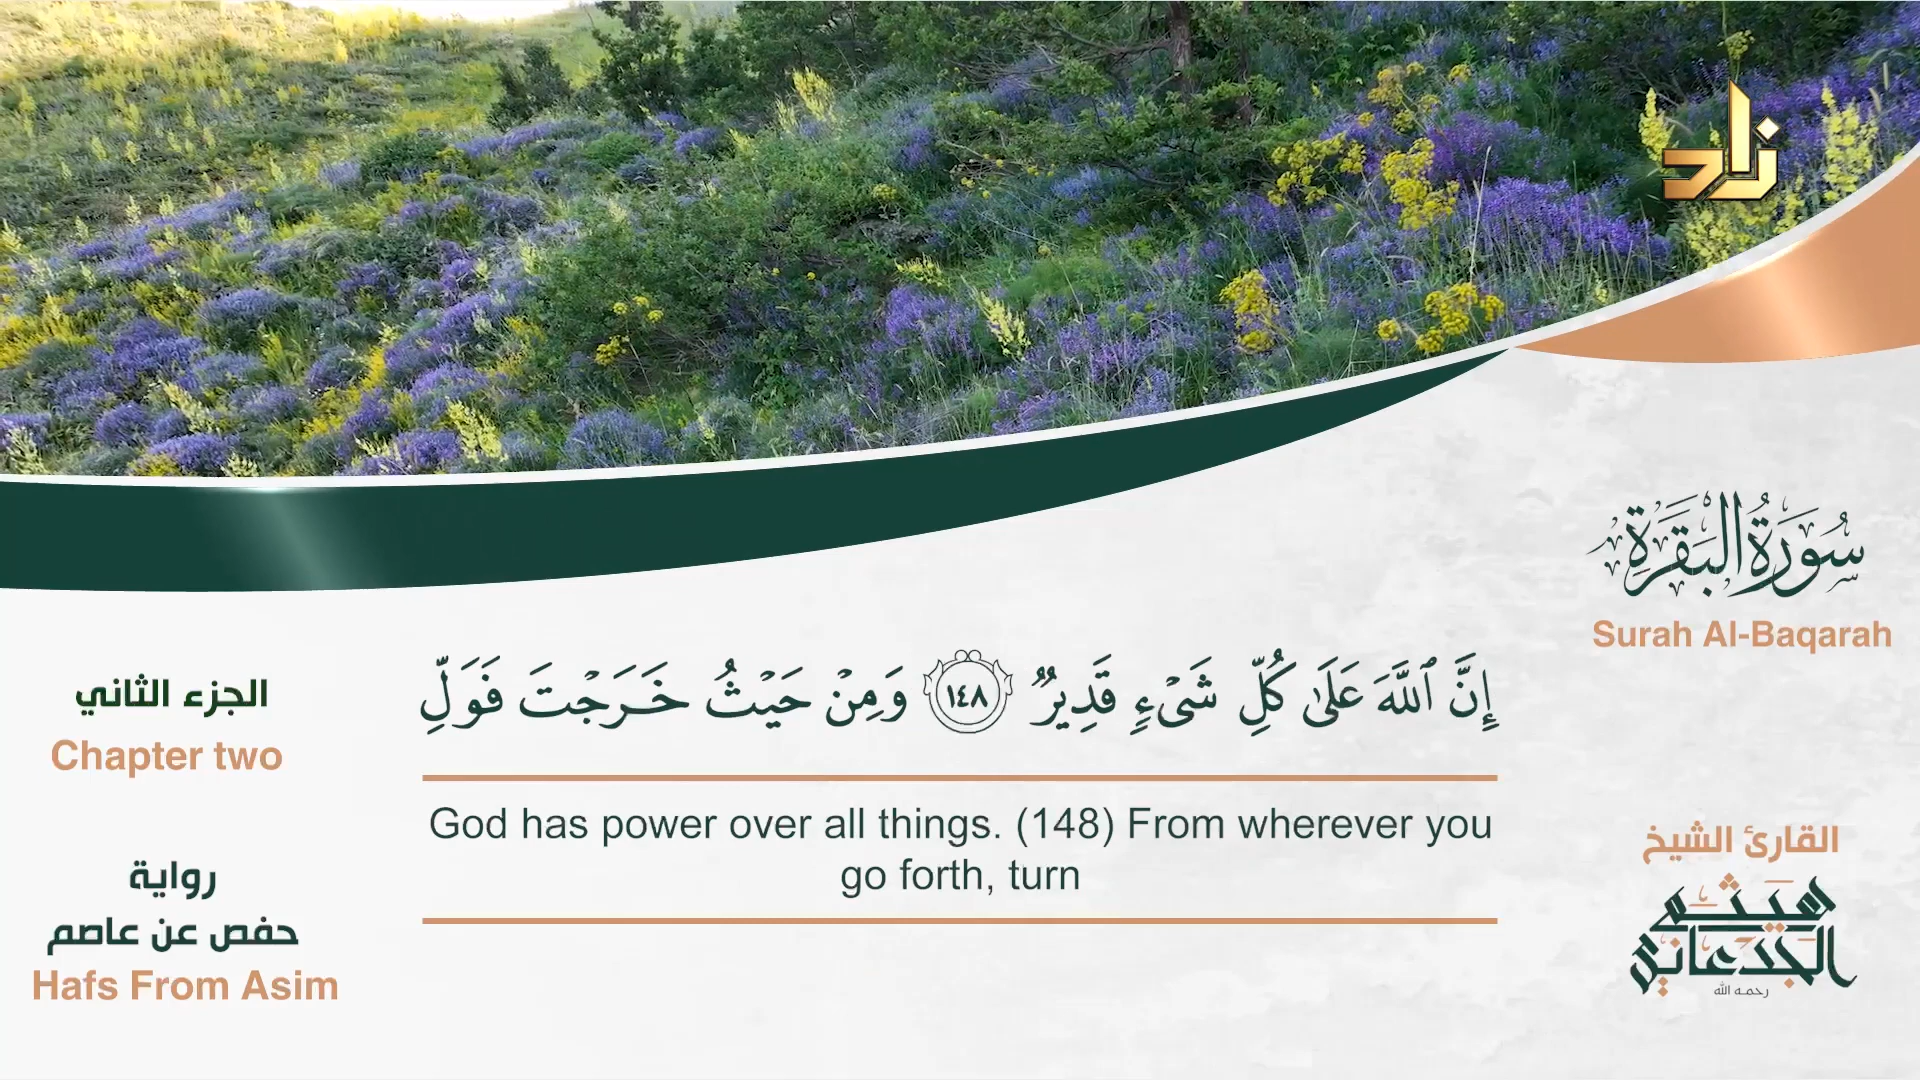 زاد
سُورَةُ البَقَرَةِ
Surah Al-Baqarah
إِنَّ ٱللَّهَ عَلَىٰ كُلِّ شَىْءٍ قَدِيرٌ ١٤٨ وَمِنْ حَيْثُ خَرَجْتَ فَوَلِّ
God has power over all things. (148) From wherever you
go forth, turn
الجزء الثاني
Chapter two
رواية
حفص عن عاصم
Hafs From Asim
القارئ الشيخ
هيثم
الجدعاني
رحمه الله